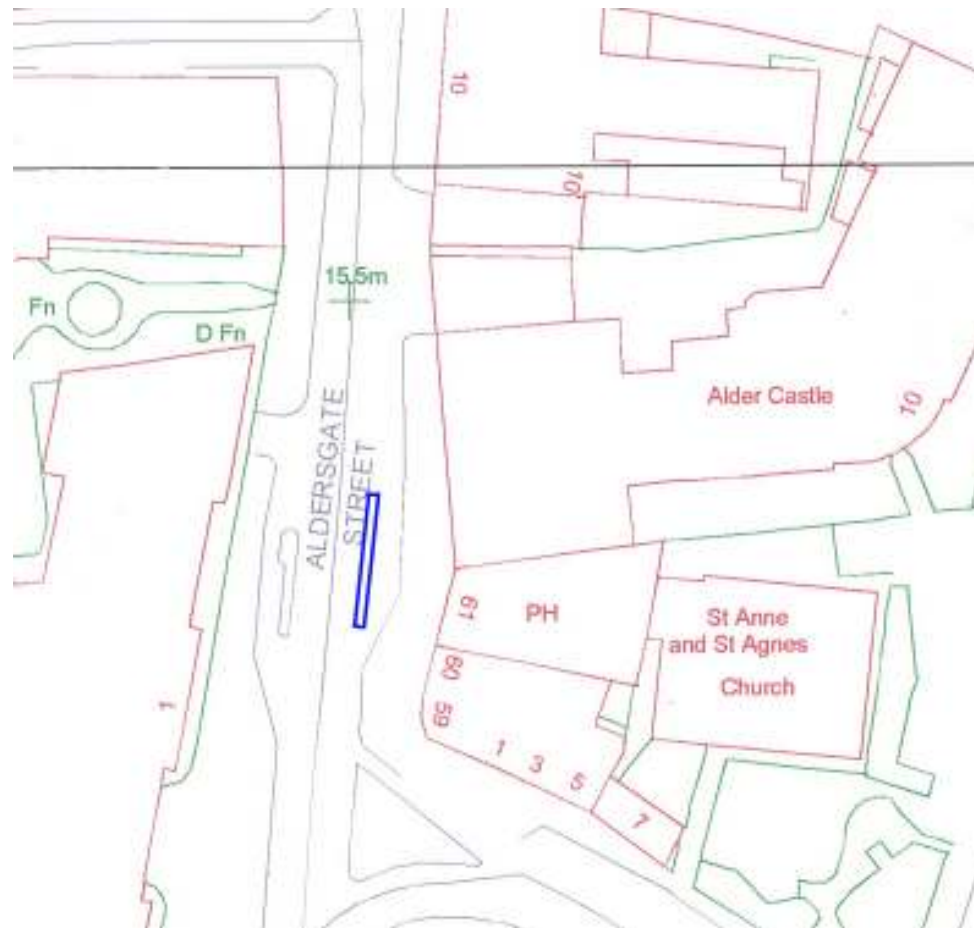 10
10
15.5m
Fn
D Fn
Alder Castle
10
ALDERSGATE
STREET
61
PH
St Anne
and St Agnes
Church
60
59
1
1
3
5
7